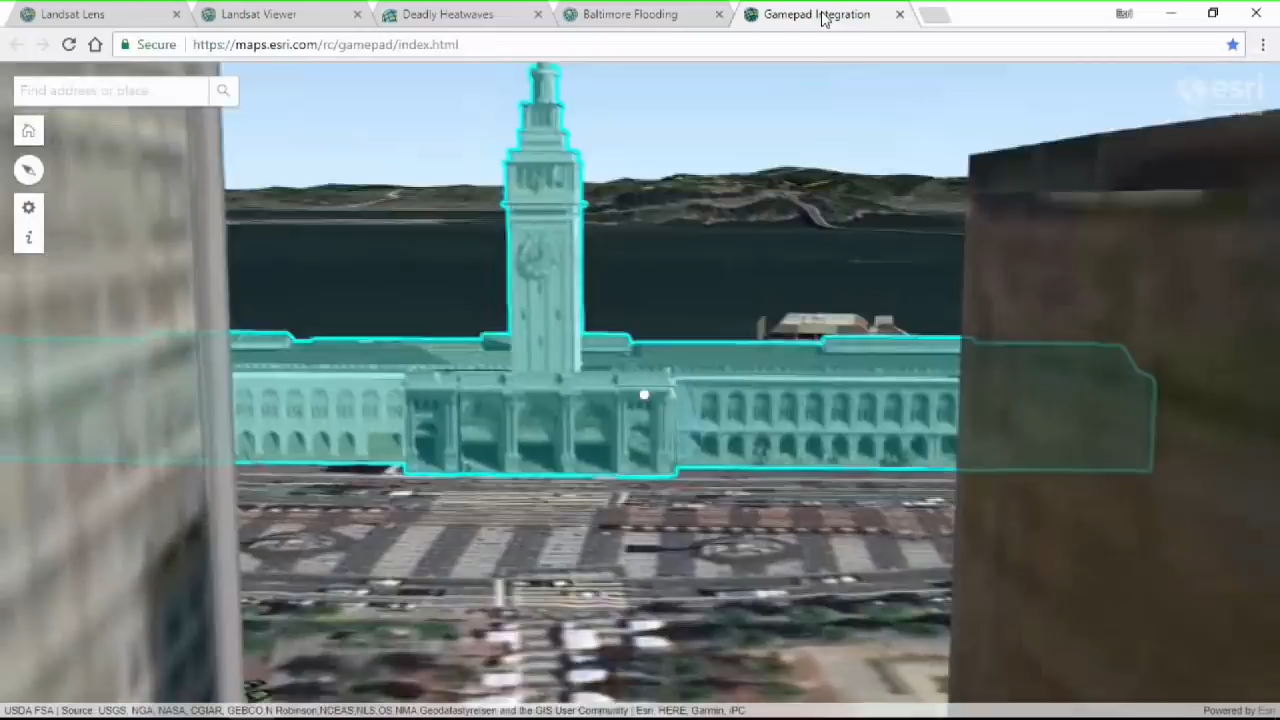 Landsat Lens
Landsat Viewer
Deadly Heatwaves
Baltimore Flooding
Gamepad Integration
Esri
Secure
https://maps.esri.com/rc/gamepad/index.html
Find address or place
esri
USDA FSA | Source: USGS, NGA, NASA, CGIAR, GEBCO,N Robinson,NCEAS,NLS,OS NMA Geodatastyrelsen and the GIS User Community | Esri, HERE, Garmin, iPC
Powered by Esri